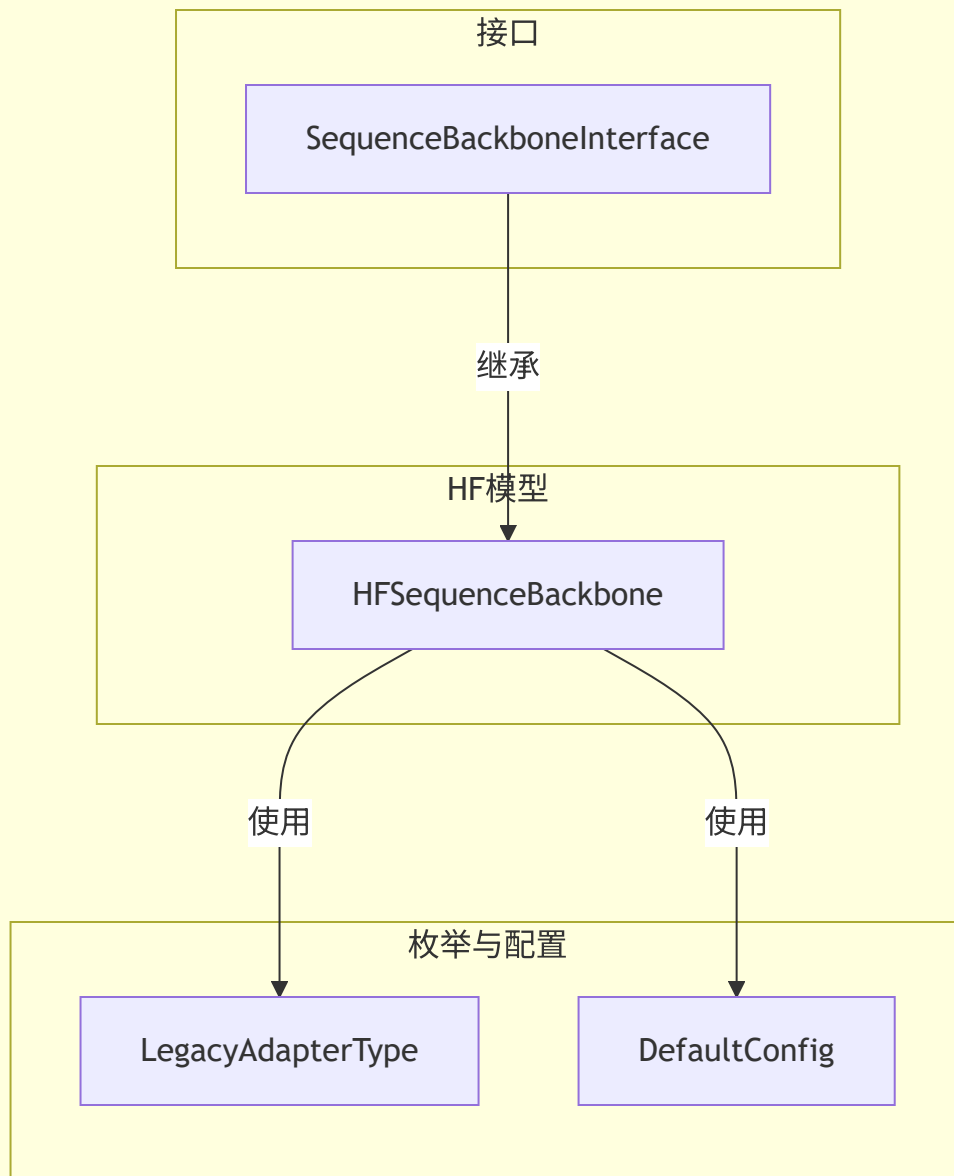 接口
SequenceBackboneInterface
继承
HF模型
HFSequenceBackbone
使用
使用
枚举与配置
LegacyAdapterType
DefaultConfig